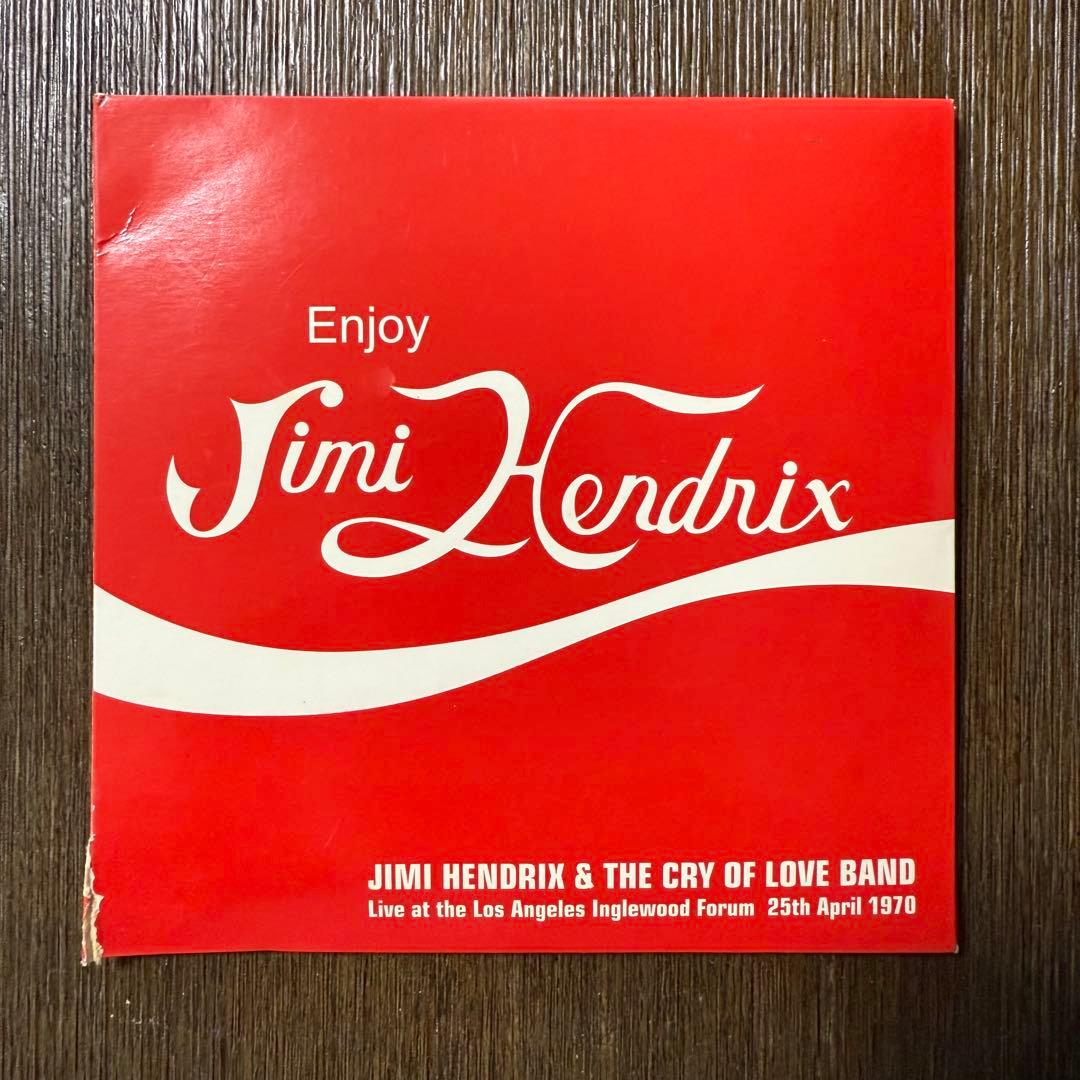 Enjoy
Jimi Hendrix
JIMI HENDRIX & THE CRY OF LOVE BAND
Live at the Los Angeles Inglewood Forum 25th April 1970